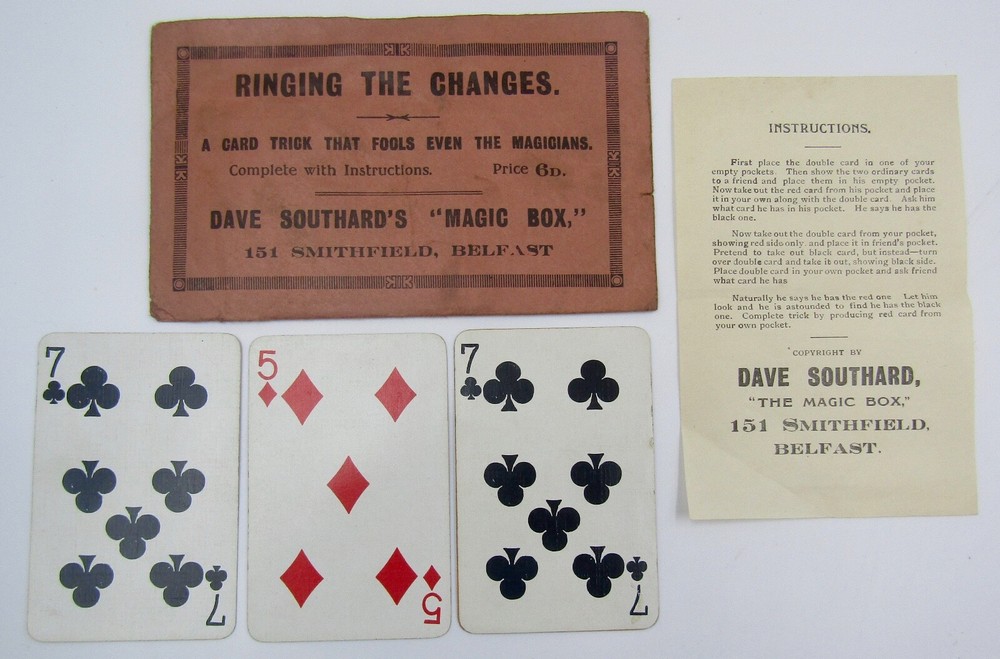 RINGING THE CHANGES.
A CARD TRICK THAT FOOLS EVEN THE MAGICIANS.
Complete with Instructions. Price 6D.
DAVE SOUTHARD'S "MAGIC BOX,"
151 SMITHFIELD, BELFAST
INSTRUCTIONS.
First place the double card in one of your
empty pockets. Then show the two ordinary cards
to a friend and place them in his empty pocket.
Now take out the red card from his pocket and place
it in your own along with the double card. Ask him
what card he has in his pocket. He says he has the
black one.
Now take out the double card from your pocket,
showing red side only. and place it in friend's pocket.
Pretend to take out black card, but instead—turn
over double card and take it out, showing black side.
Place double card in your own pocket and ask friend
what card he has
Naturally he says he has the red one Let him
look and he is astounded to find he has the black
one. Complete trick by producing red card from
your own pocket.
COPYRIGHT BY
DAVE SOUTHARD,
"THE MAGIC BOX,"
151 SMITHFIELD,
BELFAST.
7
5
7
7
5
7